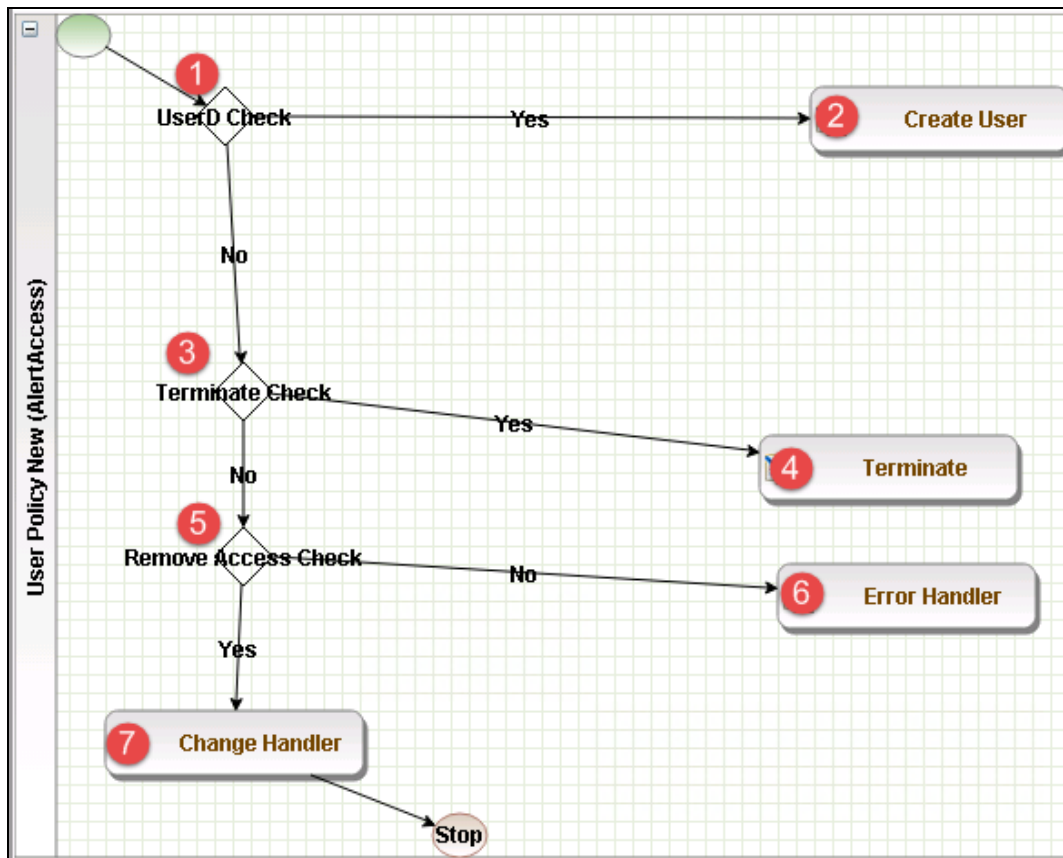 User Policy New (AlertAccess)
1
UserD Check
Yes
2
Create User
No
3
Terminate Check
Yes
4
Terminate
No
5
Remove Access Check
No
6
Error Handler
Yes
7
Change Handler
Stop